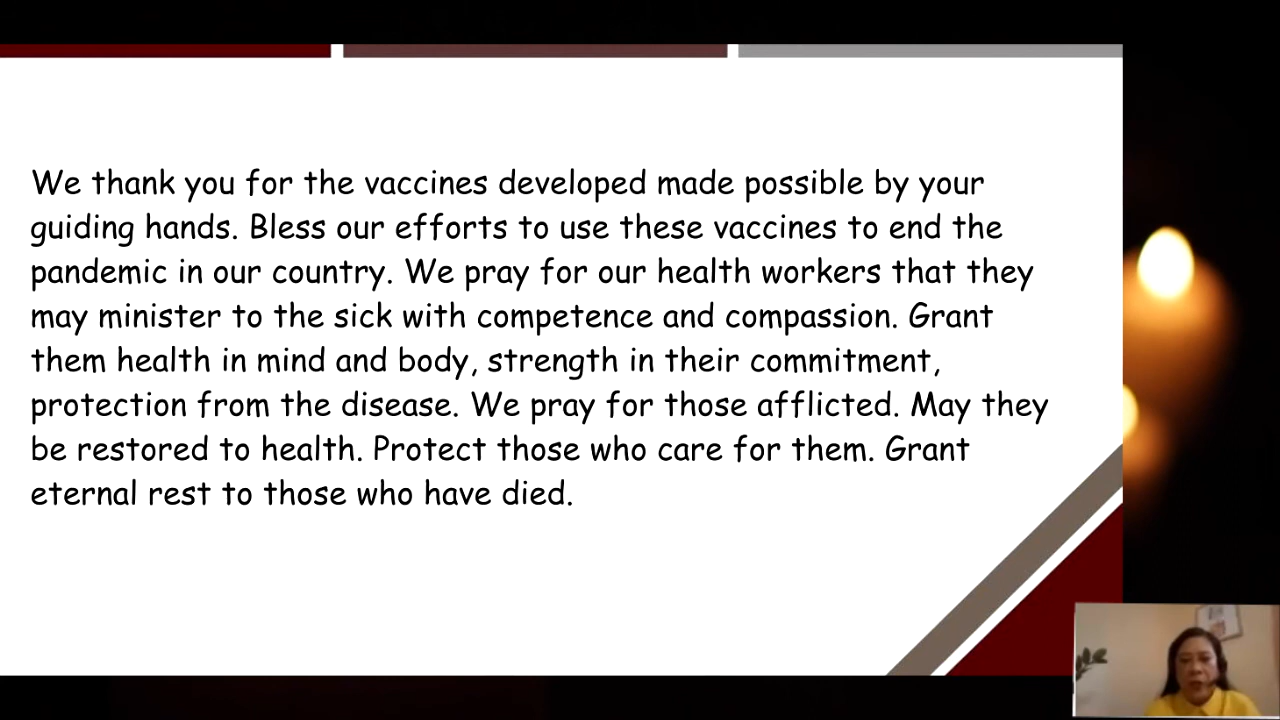 We thank you for the vaccines developed made possible by your
guiding hands. Bless our efforts to use these vaccines to end the
pandemic in our country. We pray for our health workers that they
may minister to the sick with competence and compassion. Grant
them health in mind and body, strength in their commitment,
protection from the disease. We pray for those afflicted. May they
be restored to health. Protect those who care for them. Grant
eternal rest to those who have died.